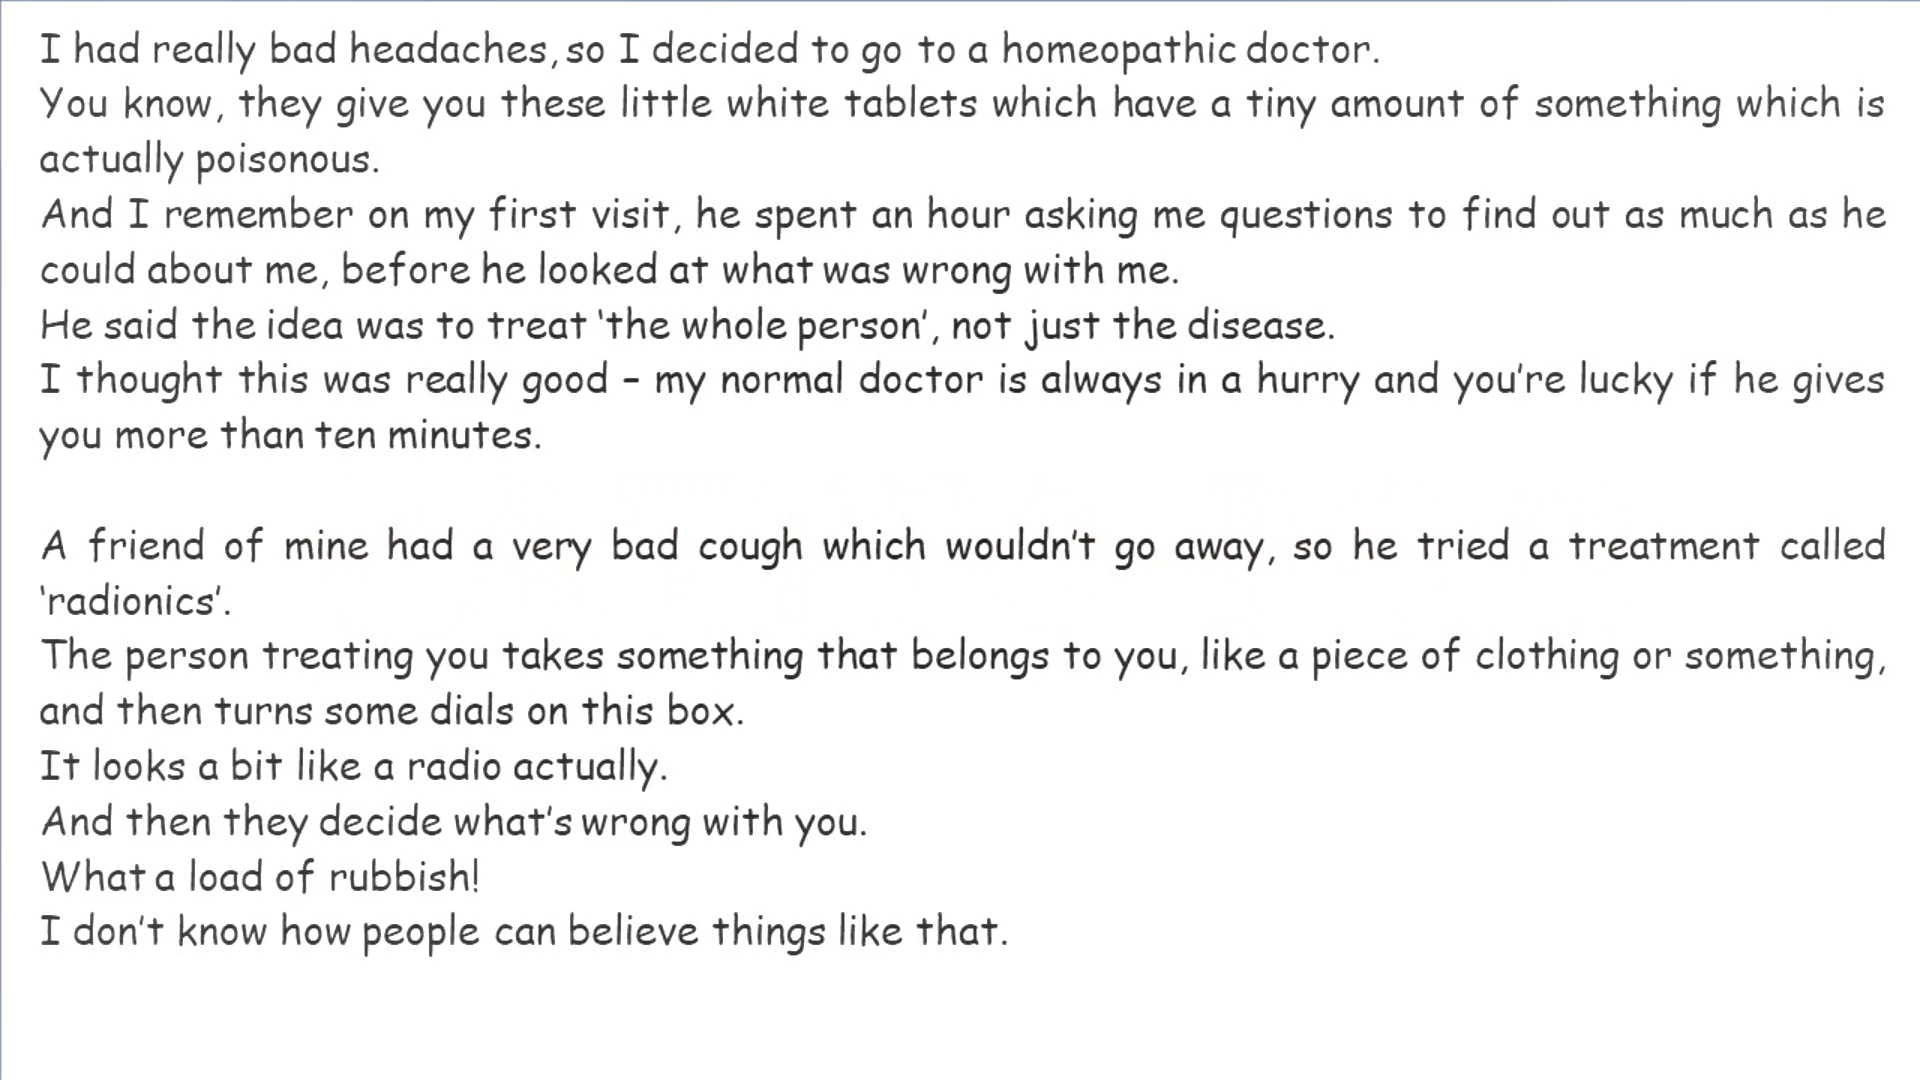 I had really bad headaches, so I decided to go to a homeopathic doctor.
You know, they give you these little white tablets which have a tiny amount of something which is
actually poisonous.
And I remember on my first visit, he spent an hour asking me questions to find out as much as he
could about me, before he looked at what was wrong with me.
He said the idea was to treat ‘the whole person’, not just the disease.
I thought this was really good – my normal doctor is always in a hurry and you’re lucky if he gives
you more than ten minutes.
A friend of mine had a very bad cough which wouldn’t go away, so he tried a treatment called
‘radionics’.
The person treating you takes something that belongs to you, like a piece of clothing or something,
and then turns some dials on this box.
It looks a bit like a radio actually.
And then they decide what’s wrong with you.
What a load of rubbish!
I don’t know how people can believe things like that.